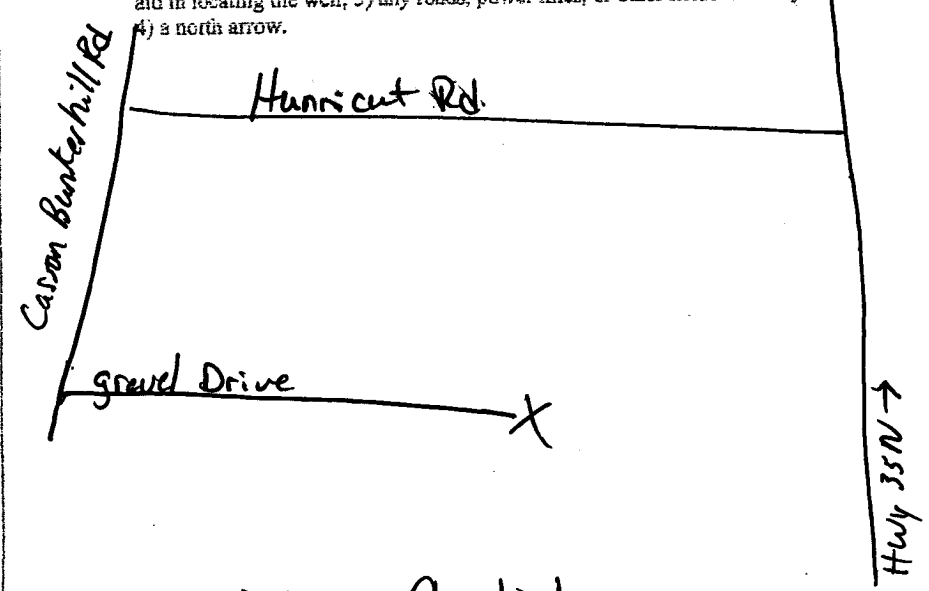 aid in locating the well, 3) any roads, power lines, or other
4) a north arrow.
Casson Bunkerhill Rd
Hunnicut Rd.
gravel Drive
X
Hwy 35N →